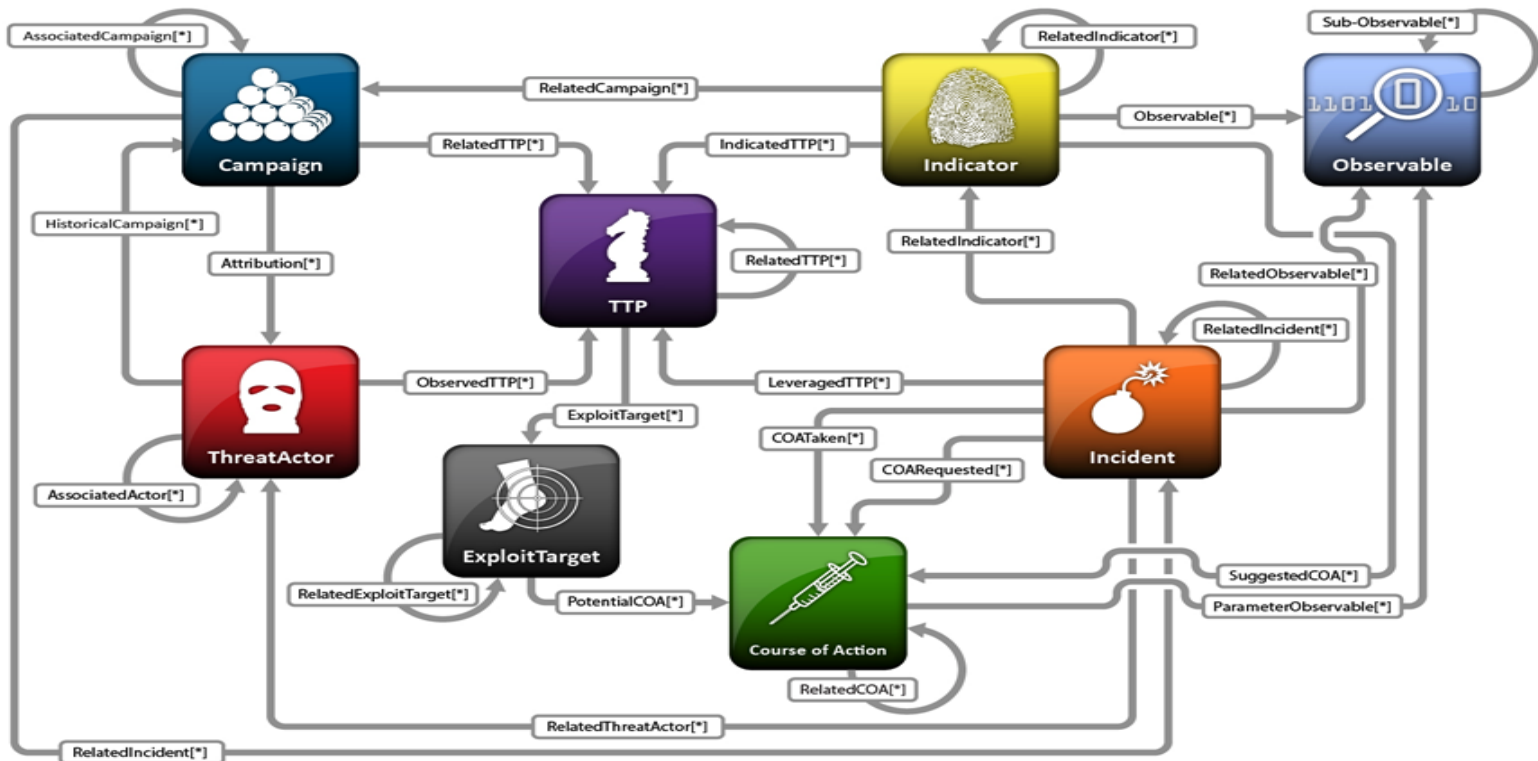 AssociatedCampaign[*]
RelatedIndicator[*]
Sub-Observable[*]
RelatedCampaign[*]
1101 0 10
Observable[*]
RelatedTTP[*]
IndicatedTTP[*]
Campaign
Indicator
Observable
HistoricalCampaign[*]
RelatedIndicator[*]
Attribution[*]
RelatedTTP[*]
RelatedObservable[*]
TTP
RelatedIncident[*]
ObservedTTP[*]
LeveragedTTP[*]
ExploitTarget[*]
COATaken[*]
ThreatActor
Incident
COARequested[*]
AssociatedActor[*]
ExploitTarget
SuggestedCOA[*]
RelatedExploitTarget[*]
PotentialCOA[*]
ParameterObservable[*]
Course of Action
RelatedCOA[*]
RelatedThreatActor[*]
RelatedIncident[*]